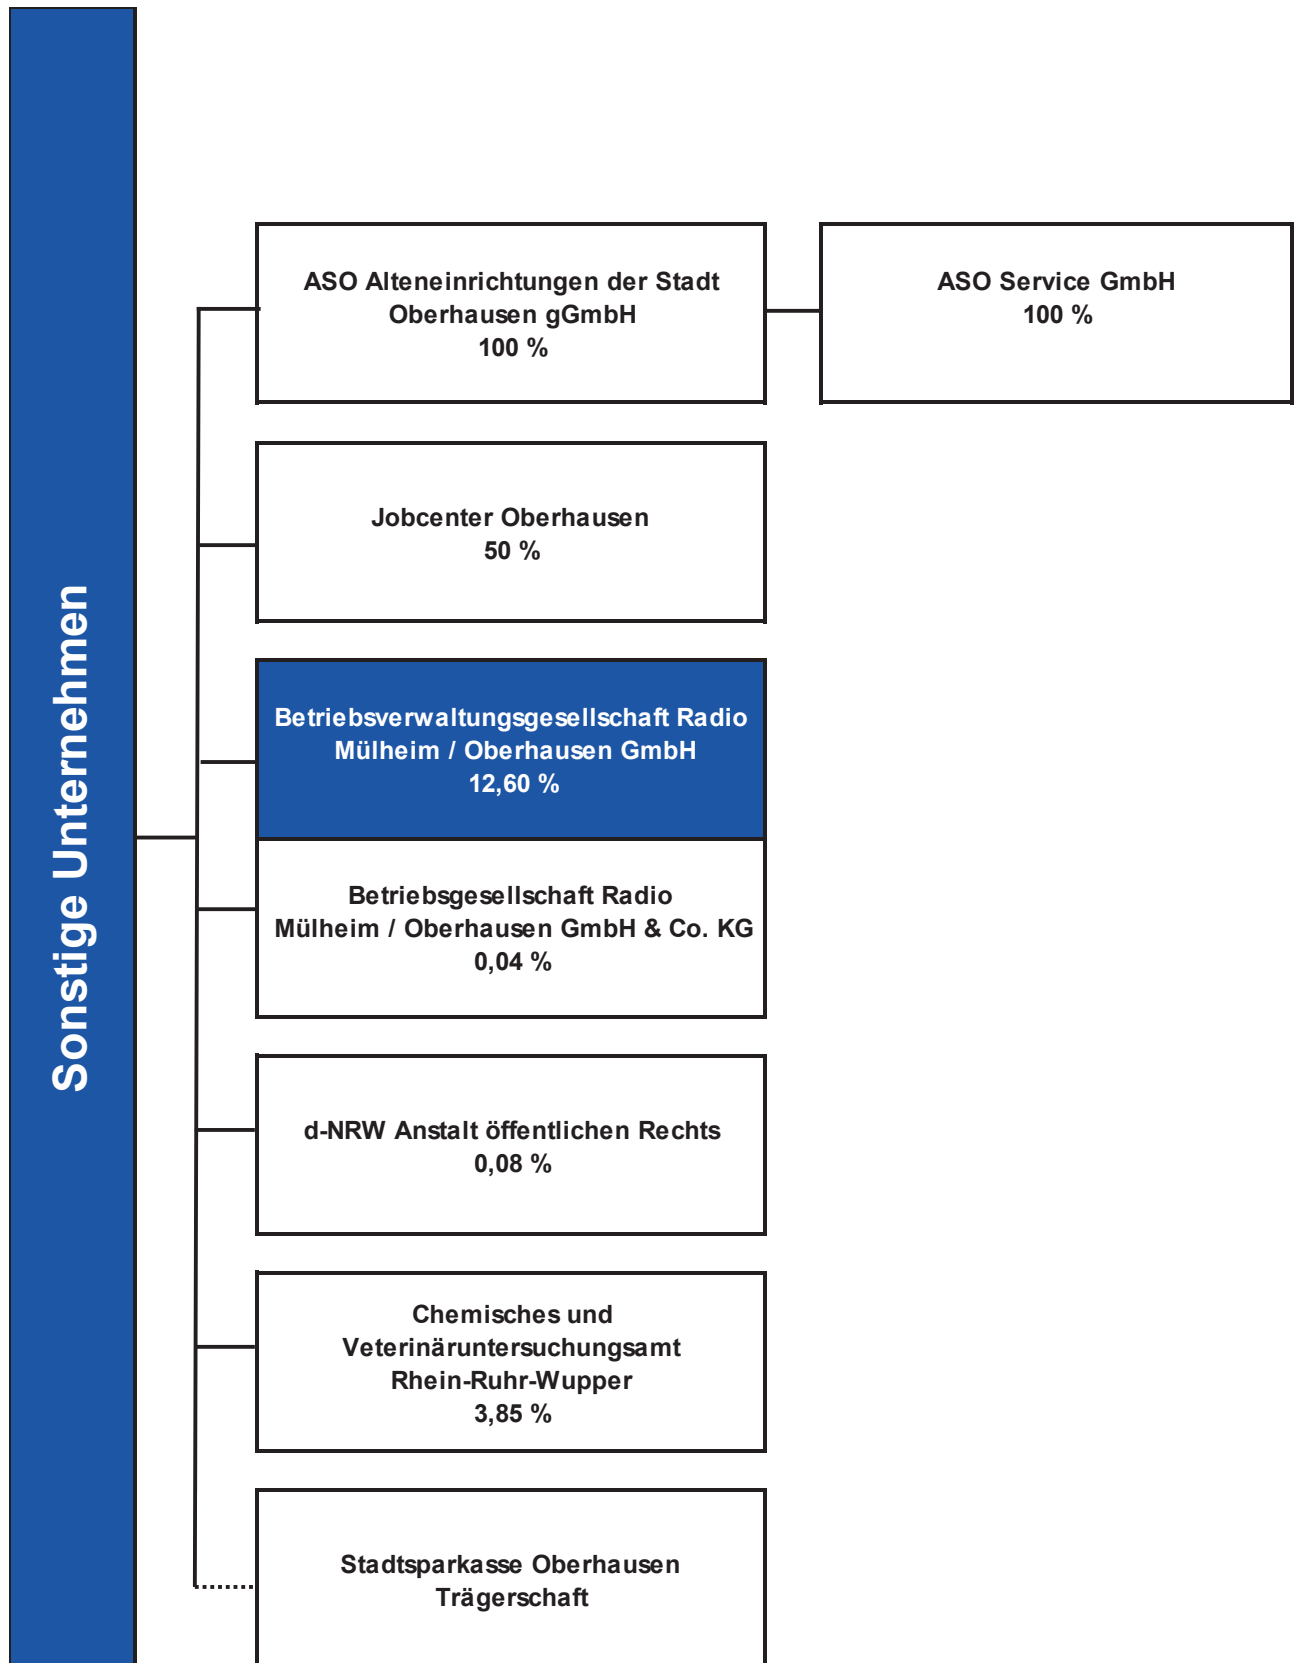 Sonstige Unternehmen
ASO Alteneinrichtungen der Stadt
Oberhausen gGmbH
100 %
ASO Service GmbH
100 %
Jobcenter Oberhausen
50 %
Betriebsverwaltungsgesellschaft Radio
Mülheim / Oberhausen GmbH
12,60 %
Betriebsgesellschaft Radio
Mülheim / Oberhausen GmbH & Co. KG
0,04 %
d-NRW Anstalt öffentlichen Rechts
0,08 %
Chemisches und
Veterinäruntersuchungsamt
Rhein-Ruhr-Wupper
3,85 %
Stadtsparkasse Oberhausen
Trägerschaft